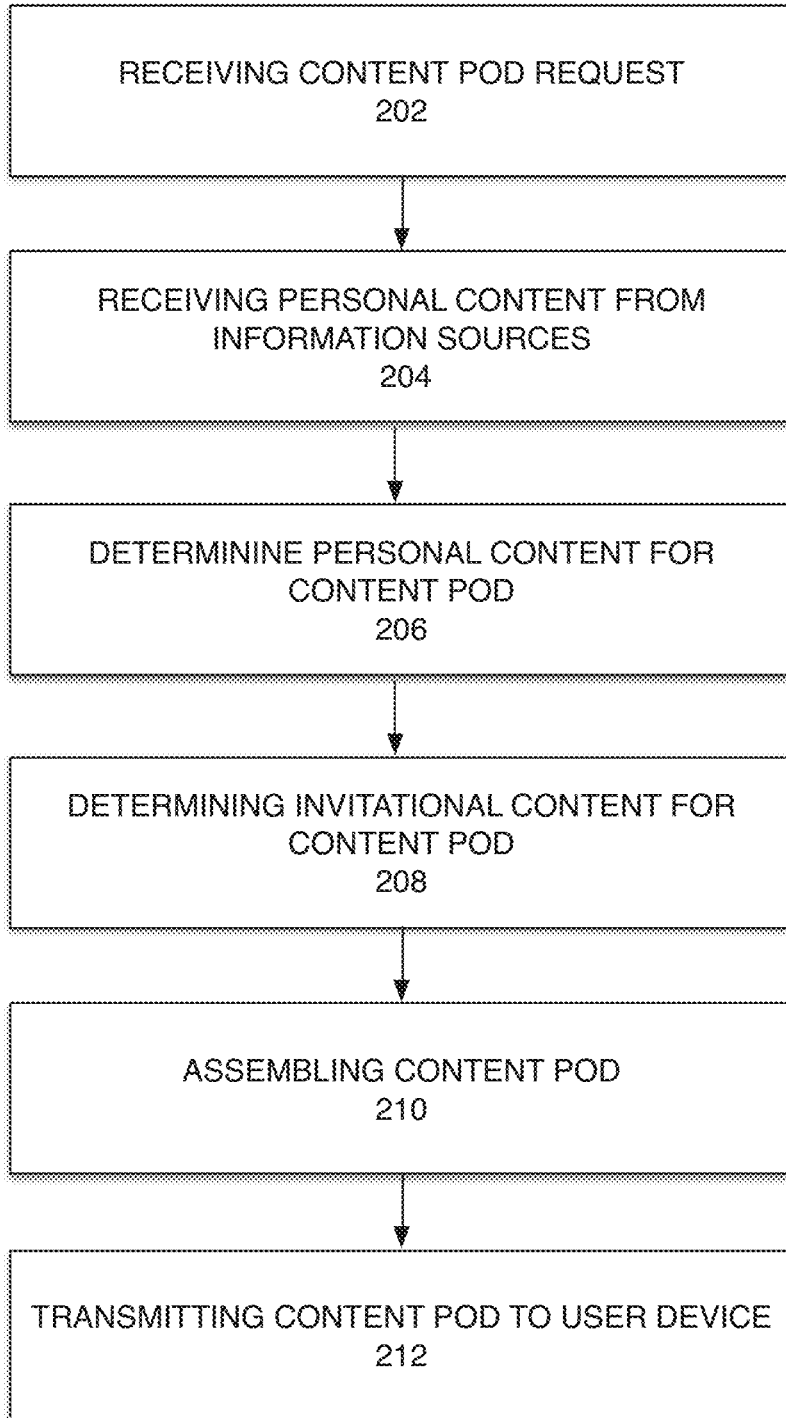 RECEIVING CONTENT POD REQUEST
202
RECEIVING PERSONAL CONTENT FROM
INFORMATION SOURCES
204
DETERMININE PERSONAL CONTENT FOR
CONTENT POD
206
DETERMINING INVITATIONAL CONTENT FOR
CONTENT POD
208
ASSEMBLING CONTENT POD
210
TRANSMITTING CONTENT POD TO USER DEVICE
212